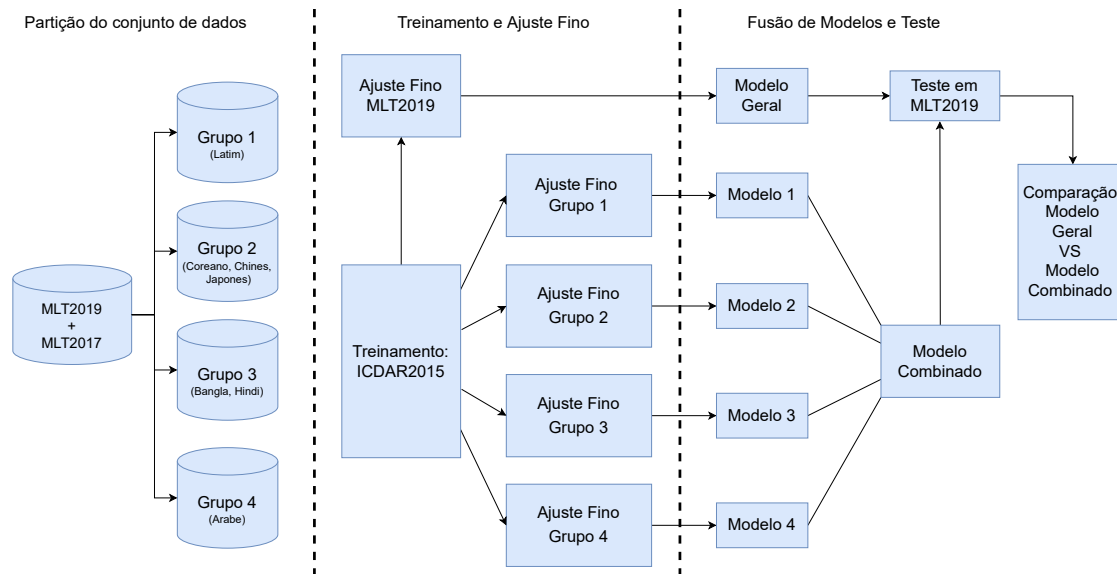 Partição do conjunto de dados
MLT2019
+
MLT2017
Grupo 1
(Latim)
Grupo 2
(Coreano, Chines,
Japones)
Grupo 3
(Bangla, Hindi)
Grupo 4
(Arabe)
Treinamento e Ajuste Fino
Ajuste Fino
MLT2019
Treinamento:
ICDAR2015
Ajuste Fino
Grupo 1
Ajuste Fino
Grupo 2
Ajuste Fino
Grupo 3
Ajuste Fino
Grupo 4
Fusão de Modelos e Teste
Modelo
Geral
Teste em
MLT2019
Modelo 1
Modelo 2
Modelo 3
Modelo 4
Modelo
Combinado
Comparação
Modelo
Geral
VS
Modelo
Combinado